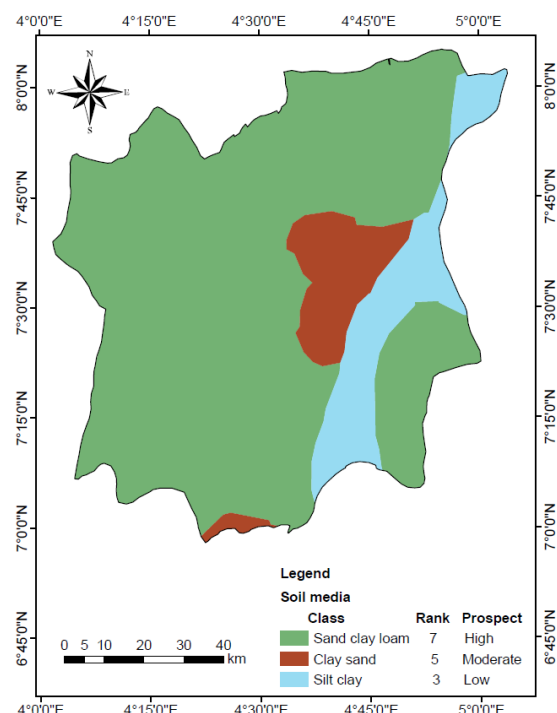 4°0'0"E 4°15'0"E 4°30'0"E 4°45'0"E 5°0'0"E
N
W E
S
8°0'0"N 8°0'0"N
7°45'0"N 7°45'0"N
7°30'0"N 7°30'0"N
7°15'0"N 7°15'0"N
7°0'0"N 7°0'0"N
6°45'0"N 6°45'0"N
Legend
Soil media
Class Rank Prospect
Sand clay loam 7 High
Clay sand 5 Moderate
Silt clay 3 Low
0 5 10 20 30 40
km
4°0'0"E 4°15'0"E 4°30'0"E 4°45'0"E 5°0'0"E